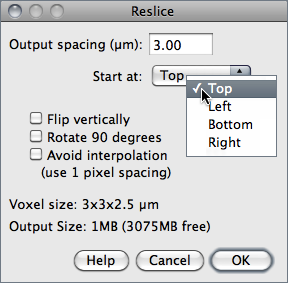 Reslice
Output spacing (µm): 3.00
Start at: Top
✓ Top
Left
Bottom
Right
Flip vertically
Rotate 90 degrees
Avoid interpolation
(use 1 pixel spacing)
Voxel size: 3x3x2.5 µm
Output Size: 1MB (3075MB free)
Help Cancel OK